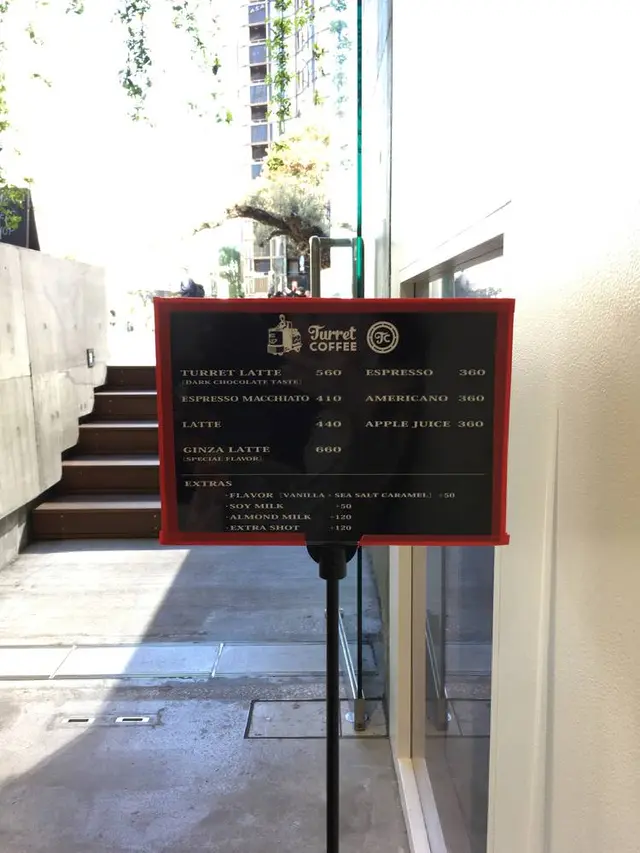 Turret
COFFEE
TC
TURRET LATTE 560
(DARK CHOCOLATE TASTE)
ESPRESSO MACCHIATO 410
LATTE 440
GINZA LATTE 660
(SPECIAL FLAVOR)
ESPRESSO 360
AMERICANO 360
APPLE JUICE 360
EXTRAS
·FLAVOR [VANILLA · SEA SALT CARAMEL] +50
·SOY MILK +50
·ALMOND MILK +120
·EXTRA SHOT +120